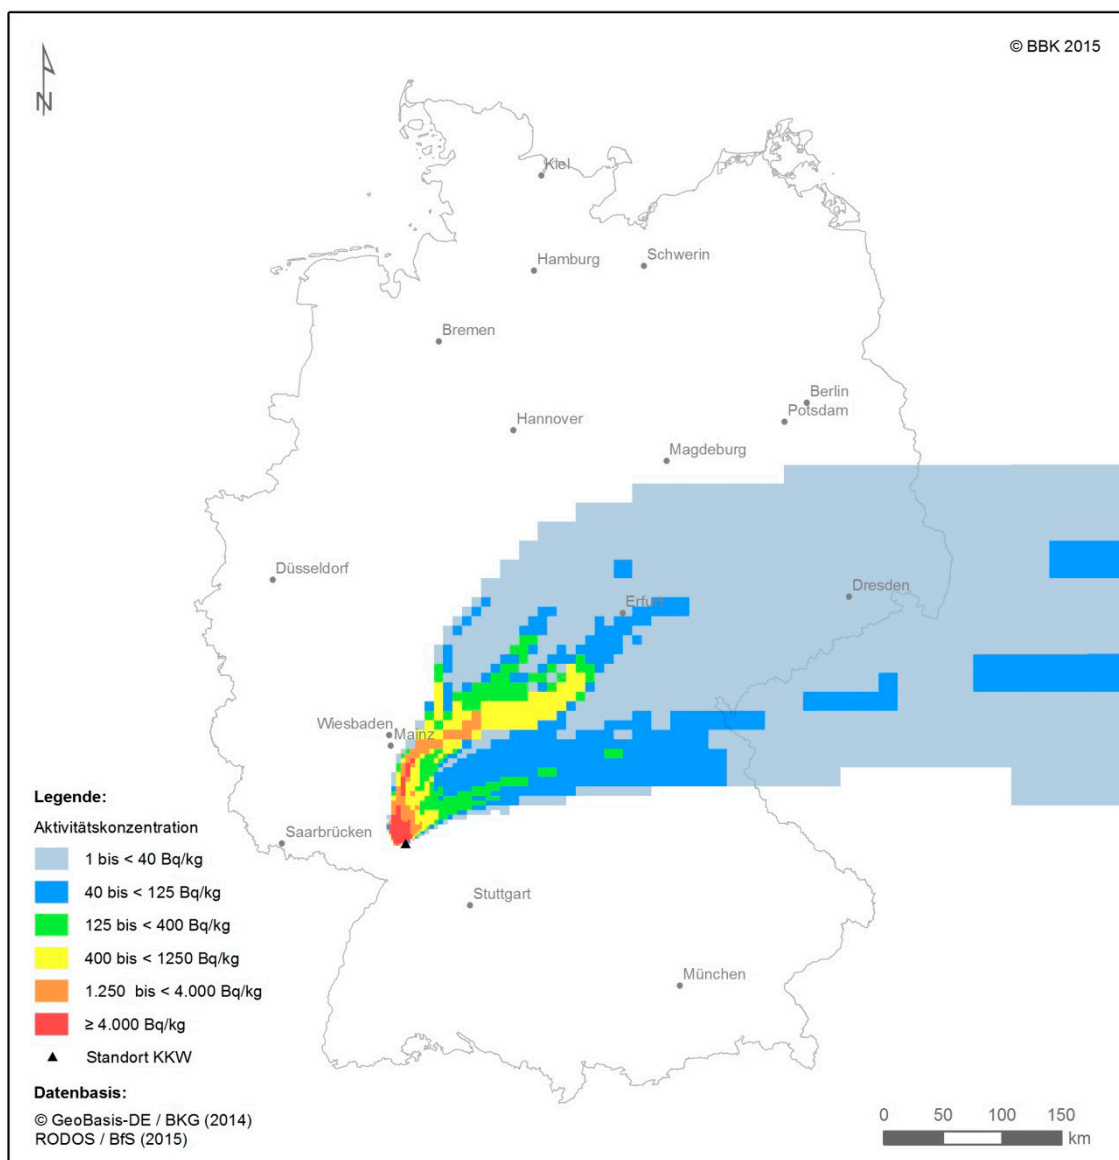 © BBK 2015
N
Kiel
Hamburg
Schwerin
Bremen
Berlin
Potsdam
Hannover
Magdeburg
Düsseldorf
Erfurt
Dresden
Wiesbaden
Mainz
Saarbrücken
Stuttgart
München
Legende:
Aktivitätskonzentration
1 bis < 40 Bq/kg
40 bis < 125 Bq/kg
125 bis < 400 Bq/kg
400 bis < 1250 Bq/kg
1.250 bis < 4.000 Bq/kg
≥ 4.000 Bq/kg
Standort KKW
Datenbasis:
© GeoBasis-DE / BKG (2014)
RODOS / BfS (2015)
0 50 100 150
km